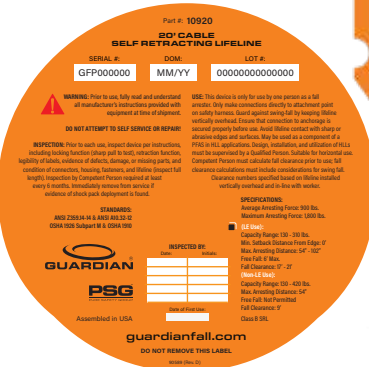 Part #: 10920
20' CABLE
SELF RETRACTING LIFELINE
SERIAL #:
GFP000000
DOM:
MM/YY
LOT #:
00000000000000
WARNING: Prior to use, fully read and understand
all manufacturer's instructions provided with
equipment at time of shipment.
DO NOT ATTEMPT TO SELF SERVICE OR REPAIR!
INSPECTION: Prior to each use, inspect device per instructions,
including locking function (sharp pull to test), retraction function,
legibility of labels, evidence of defects, damage, or missing parts, and
condition of connectors, housing, fasteners, and lifeline (inspect full
length). Inspection by Competent Person required at least
every 6 months. Immediately remove from service if
evidence of shock pack deployment is found.
STANDARDS:
ANSI Z359.14-14 & ANSI A10.32-12
OSHA 1926 Subpart M & OSHA 1910
GUARDIAN
PSG
Assembled in USA
USE: This device is only for use by one person as a fall
arrester. Only make connections directly to attachment point
on safety harness. Guard against swing-fall by keeping lifeline
vertically overhead. Ensure that connection to anchorage is
secured properly before use. Avoid lifeline contact with sharp or
abrasive edges and surfaces. May be used as a component of a
PFAS in HLL applications. Design, installation, and utilization of HLLs
must be supervised by a Qualified Person. Suitable for horizontal use.
Competent Person must calculate fall clearance prior to use; fall
clearance calculations must include considerations for swing fall.
Clearance numbers specified based on lifeline installed
vertically overhead and in-line with worker.
INSPECTED BY:
Date: Initials:
Date of First Use:
SPECIFICATIONS:
Average Arresting Force: 900 lbs.
Maximum Arresting Force: 1,800 lbs.
(LE Use):
Capacity Range: 130 - 310 lbs.
Min. Setback Distance From Edge: 0'
Max. Arresting Distance: 54" - 102"
Free Fall: 6' Max.
Fall Clearance: 17' - 21'
(Non-LE Use):
Capacity Range: 130 - 420 lbs.
Max. Arresting Distance: 54"
Free Fall: Not Permitted
Fall Clearance: 9'
Class B SRL
guardianfall.com
DO NOT REMOVE THIS LABEL